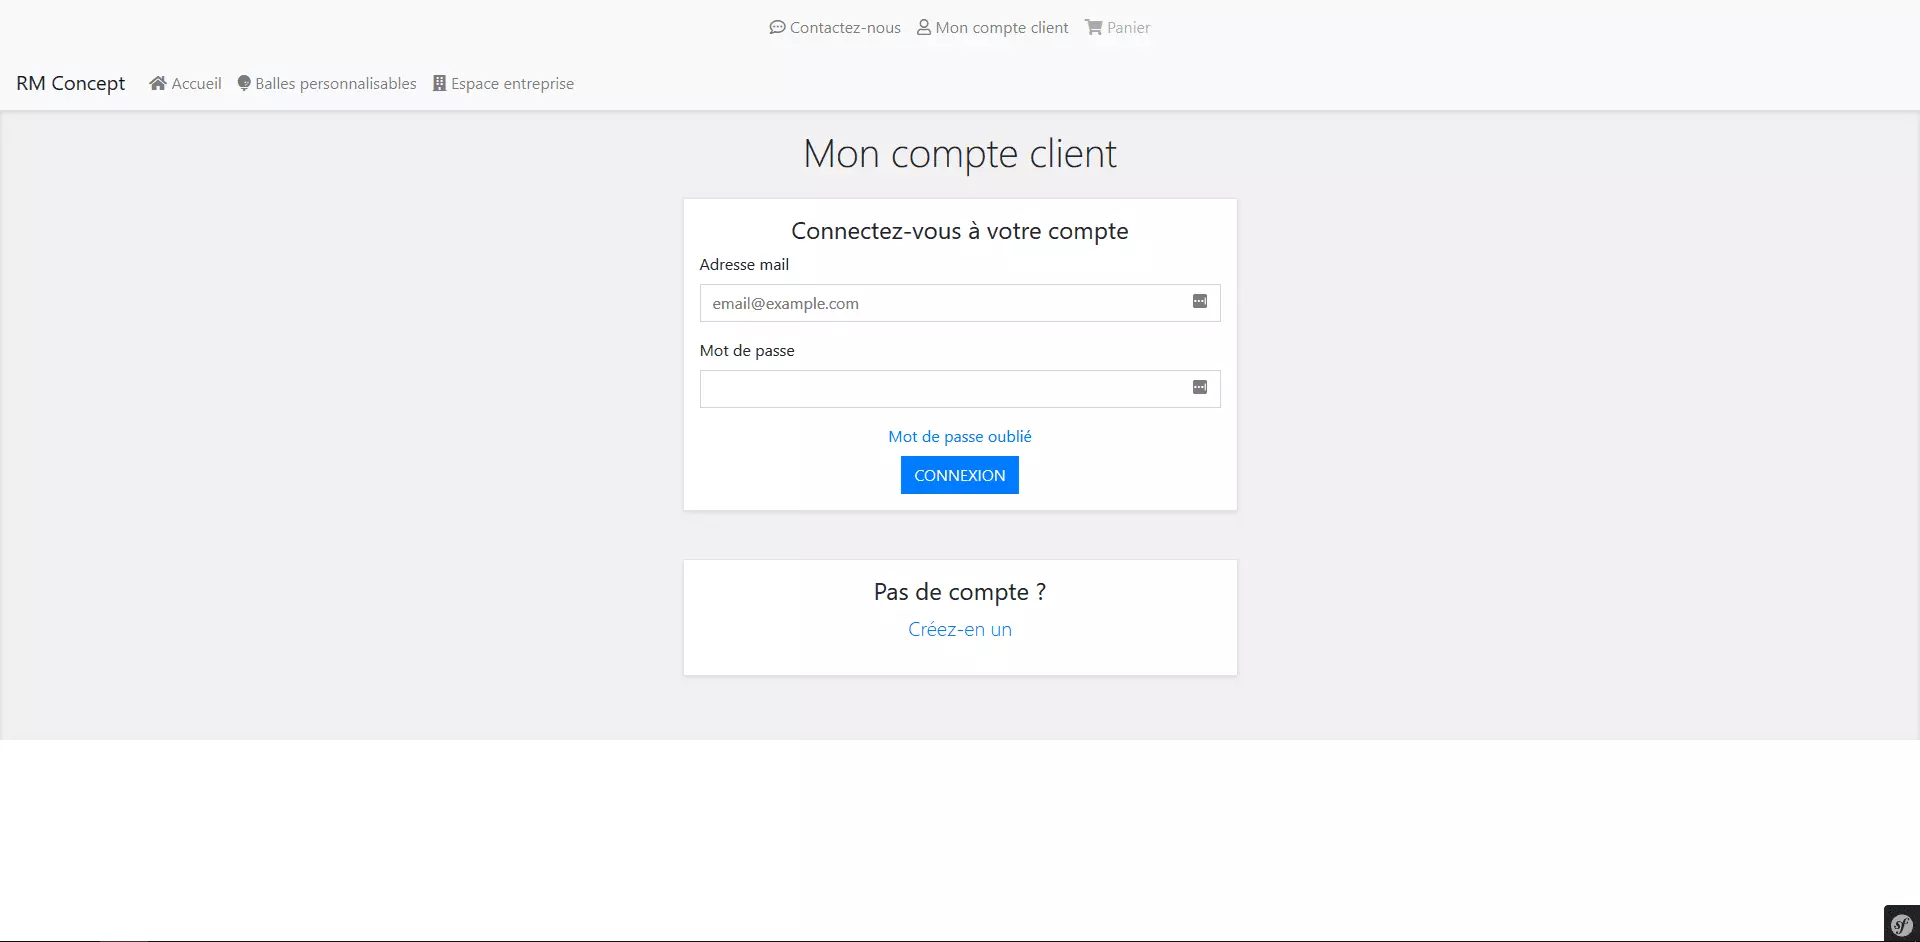 Contactez-nous Mon compte client Panier
RM Concept Accueil Balles personnalisables Espace entreprise
Mon compte client
Connectez-vous à votre compte
Adresse mail
email@example.com
Mot de passe
Mot de passe oublié
CONNEXION
Pas de compte ?
Créez-en un
sf